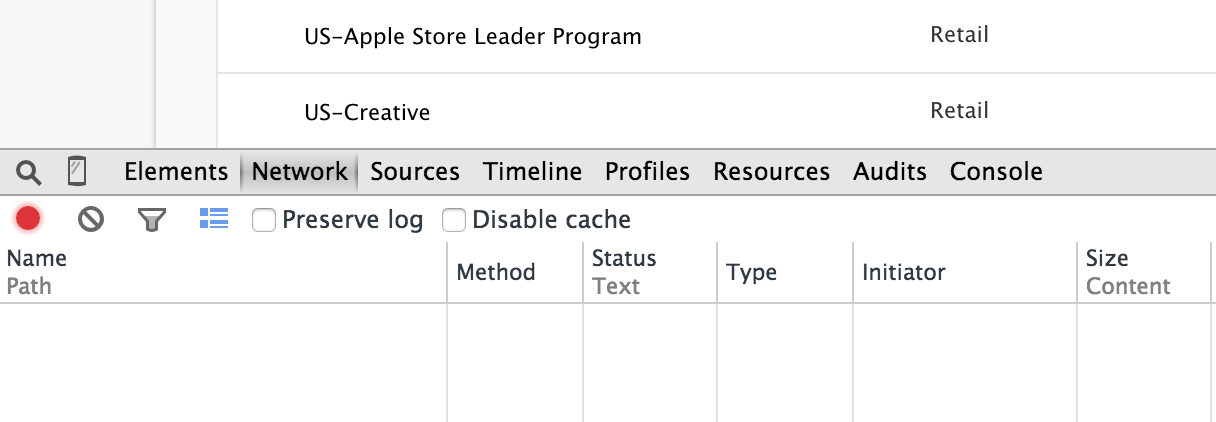 US-Apple Store Leader Program Retail
US-Creative Retail
Elements Network Sources Timeline Profiles Resources Audits Console
Preserve log Disable cache
Name Method Status Type Initiator Size
Path Text Content